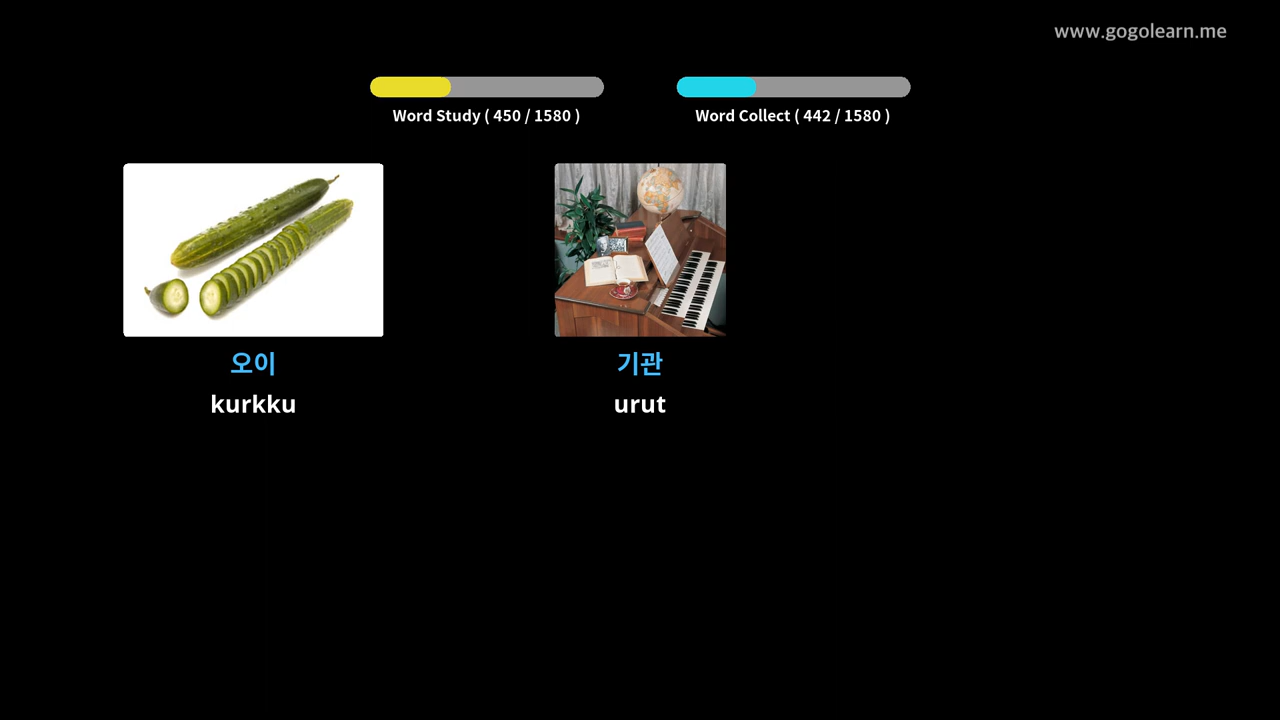 www.gogolearn.me
Word Study ( 450 / 1580 )
Word Collect ( 442 / 1580 )
오이
kurkku
기관
urut